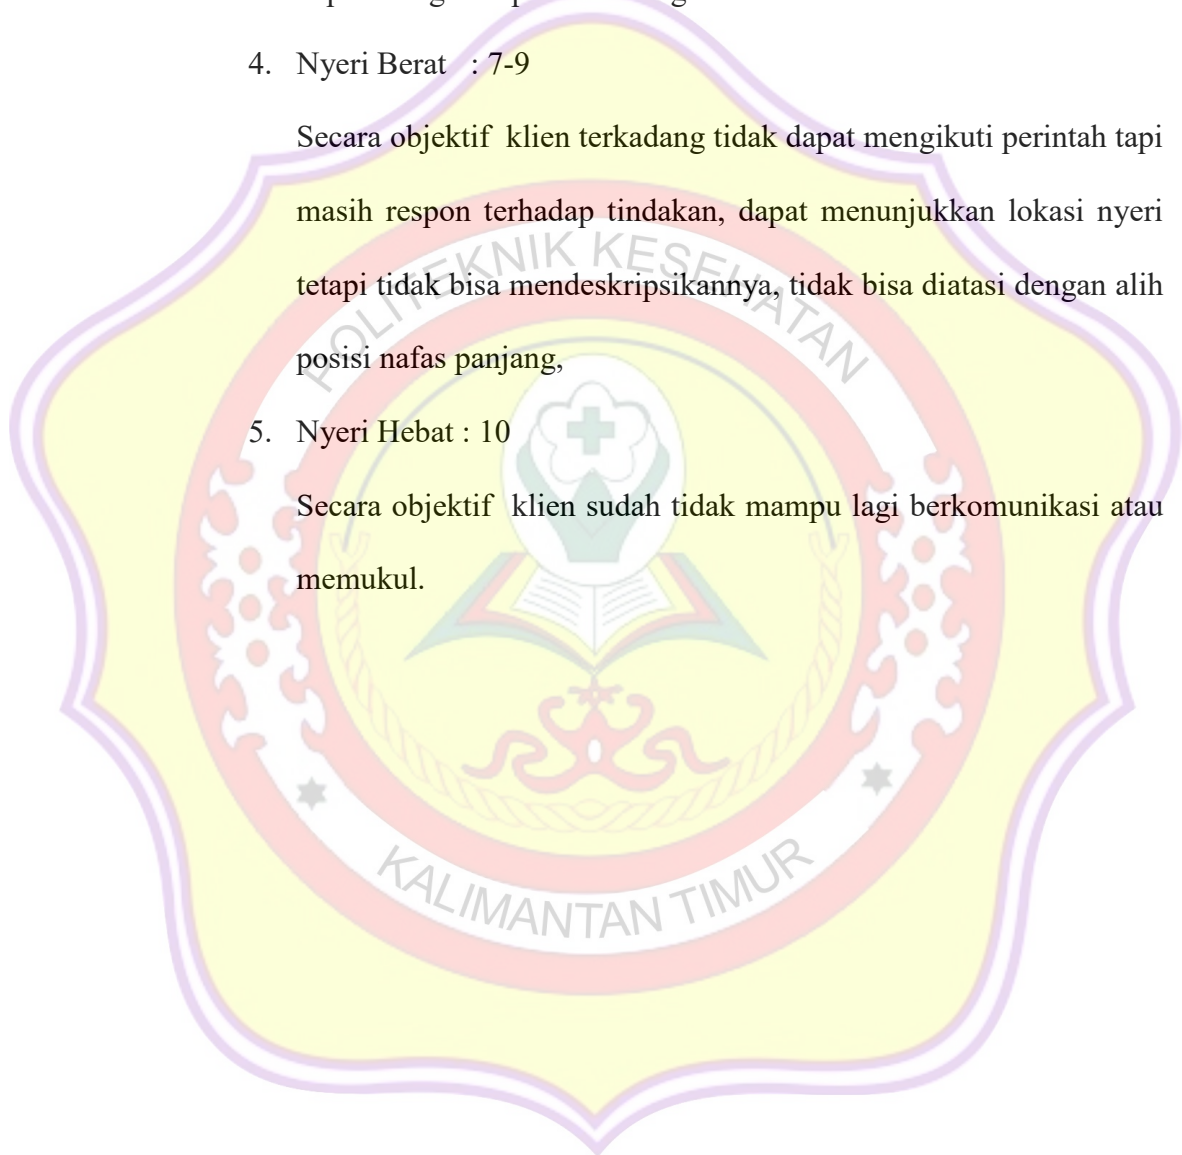 4. Nyeri Berat : 7-9
Secara objektif klien terkadang tidak dapat mengikuti perintah tapi
masih respon terhadap tindakan, dapat menunjukkan lokasi nyeri
tetapi tidak bisa mendeskripsikannya, tidak bisa diatasi dengan alih
posisi nafas panjang,
5. Nyeri Hebat : 10
Secara objektif klien sudah tidak mampu lagi berkomunikasi atau
memukul.
POLITEKNIK KESEHATAN
KALIMANTAN TIMUR